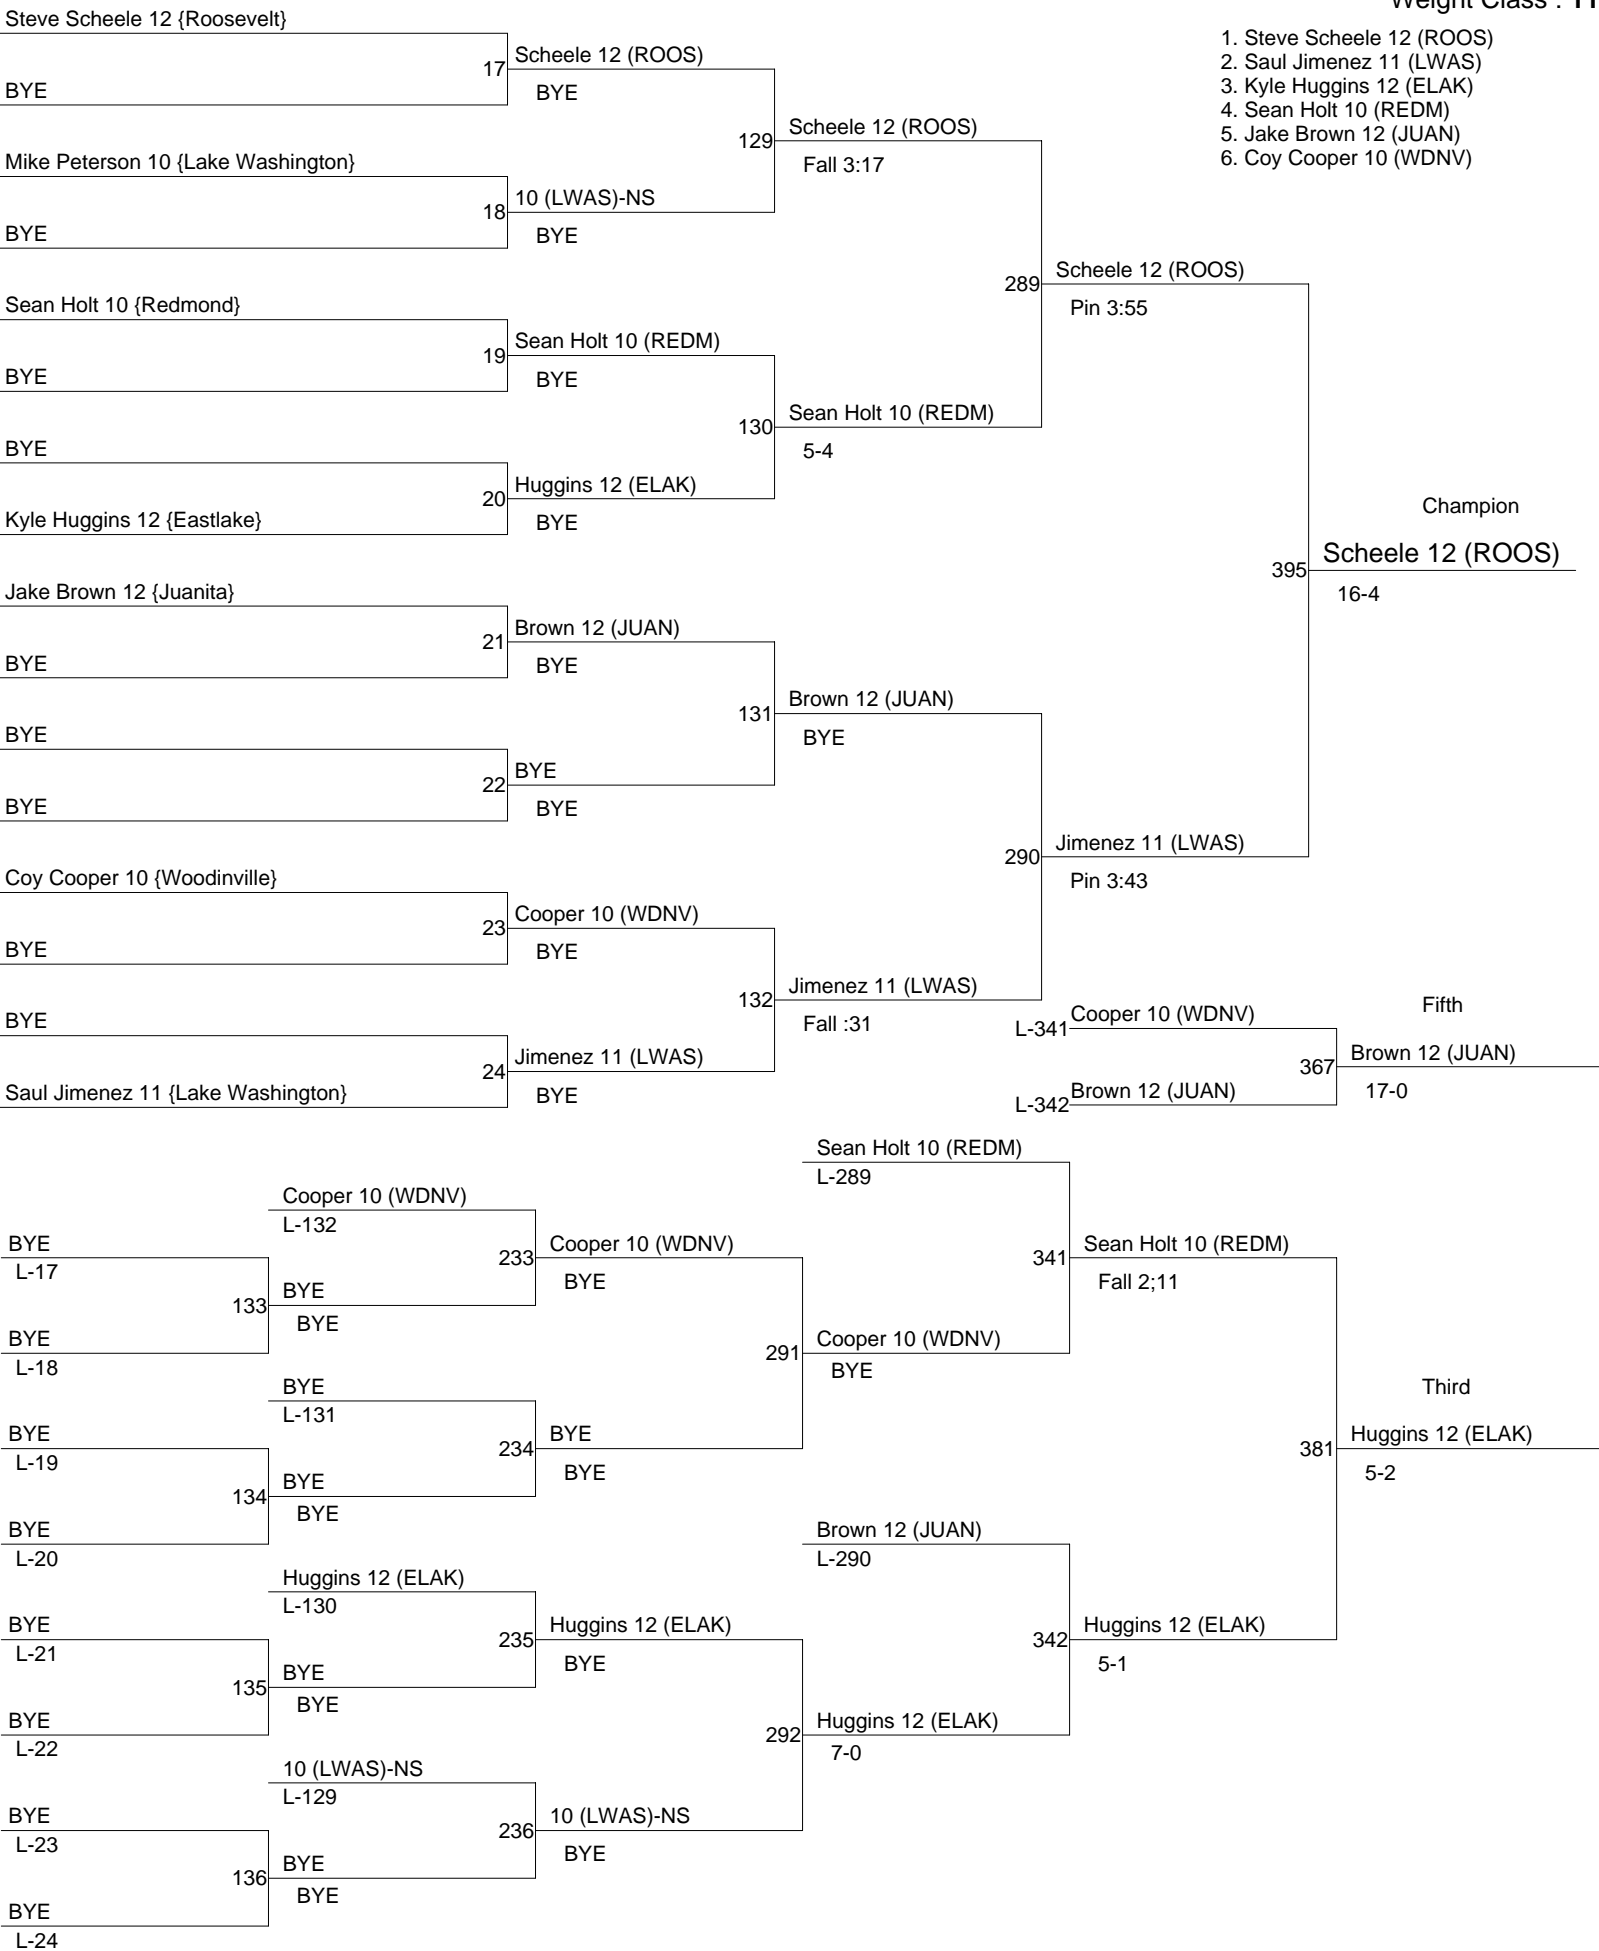 Weight Class :
1. Steve Scheele 12 (ROOS)
2. Saul Jimenez 11 (LWAS)
3. Kyle Huggins 12 (ELAK)
4. Sean Holt 10 (REDM)
5. Jake Brown 12 (JUAN)
6. Coy Cooper 10 (WDNV)
Steve Scheele 12 {Roosevelt}
17
BYE
Scheele 12 (ROOS)
BYE
Mike Peterson 10 {Lake Washington}
18
BYE
10 (LWAS)-NS
BYE
129
Scheele 12 (ROOS)
Fall 3:17
Sean Holt 10 {Redmond}
19
BYE
Sean Holt 10 (REDM)
BYE
BYE
20
Kyle Huggins 12 {Eastlake}
Huggins 12 (ELAK)
BYE
130
Sean Holt 10 (REDM)
5-4
289
Scheele 12 (ROOS)
Pin 3:55
Jake Brown 12 {Juanita}
21
BYE
Brown 12 (JUAN)
BYE
BYE
22
BYE
BYE
BYE
131
Brown 12 (JUAN)
BYE
Coy Cooper 10 {Woodinville}
23
BYE
Cooper 10 (WDNV)
BYE
BYE
24
Saul Jimenez 11 {Lake Washington}
Jimenez 11 (LWAS)
BYE
132
Jimenez 11 (LWAS)
Fall :31
290
Jimenez 11 (LWAS)
Pin 3:43
Champion
395
Scheele 12 (ROOS)
16-4
Fifth
L-341
Cooper 10 (WDNV)
L-342
Brown 12 (JUAN)
367
Brown 12 (JUAN)
17-0
Sean Holt 10 (REDM)
L-289
Cooper 10 (WDNV)
L-132
BYE
L-17
133
BYE
L-18
BYE
BYE
233
Cooper 10 (WDNV)
BYE
BYE
L-131
BYE
L-19
134
BYE
L-20
BYE
BYE
234
BYE
BYE
291
Cooper 10 (WDNV)
BYE
341
Sean Holt 10 (REDM)
Fall 2;11
Brown 12 (JUAN)
L-290
Huggins 12 (ELAK)
L-130
BYE
L-21
135
BYE
L-22
BYE
BYE
235
Huggins 12 (ELAK)
BYE
10 (LWAS)-NS
L-129
BYE
L-23
136
BYE
L-24
BYE
BYE
236
10 (LWAS)-NS
BYE
292
Huggins 12 (ELAK)
7-0
342
Huggins 12 (ELAK)
5-1
Third
381
Huggins 12 (ELAK)
5-2